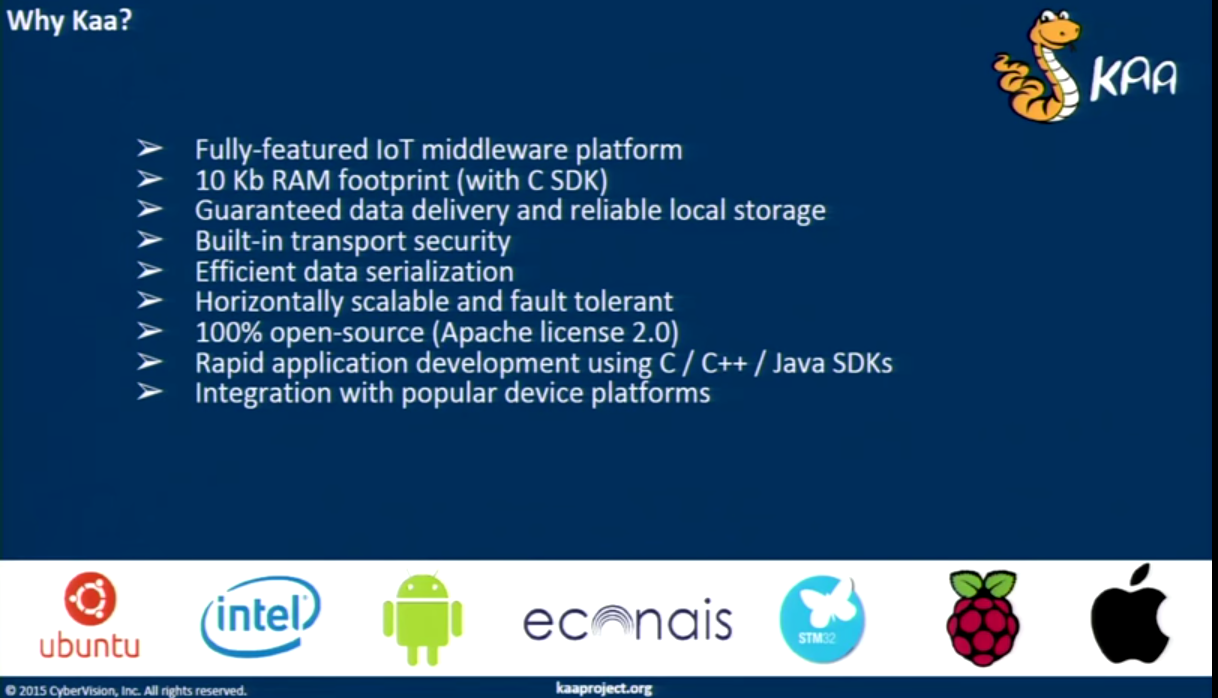 Why Kaa?
KAA
➢ Fully-featured IoT middleware platform
➢ 10 Kb RAM footprint (with C SDK)
➢ Guaranteed data delivery and reliable local storage
➢ Built-in transport security
➢ Efficient data serialization
➢ Horizontally scalable and fault tolerant
➢ 100% open-source (Apache license 2.0)
➢ Rapid application development using C / C++ / Java SDKs
➢ Integration with popular device platforms
ubuntu intel econais STM32
© 2015 CyberVision, Inc. All rights reserved. kaaproject.org